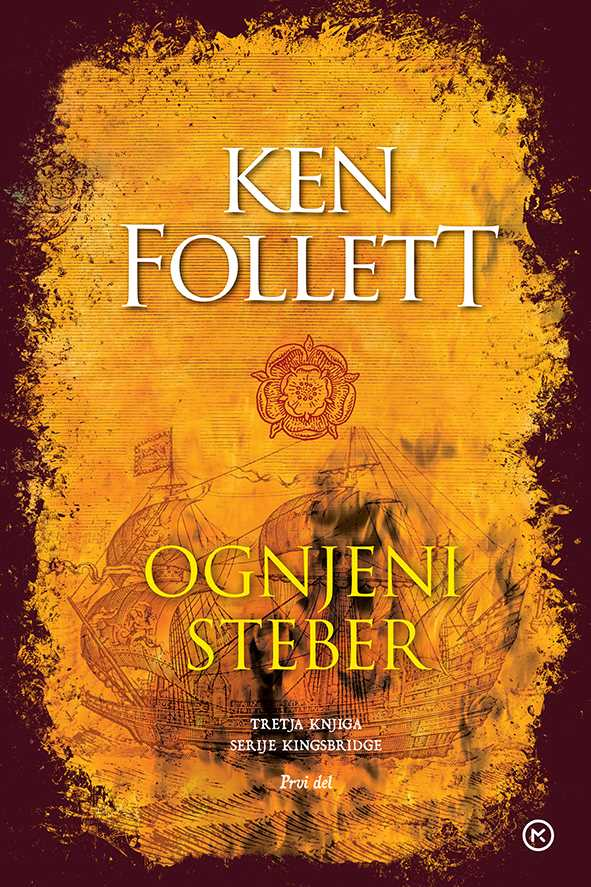 KEN
FOLLETT
OGNJENI
STEBER
TRETJA KNJIGA
SERIJE KINGSBRIDGE
Prvi del